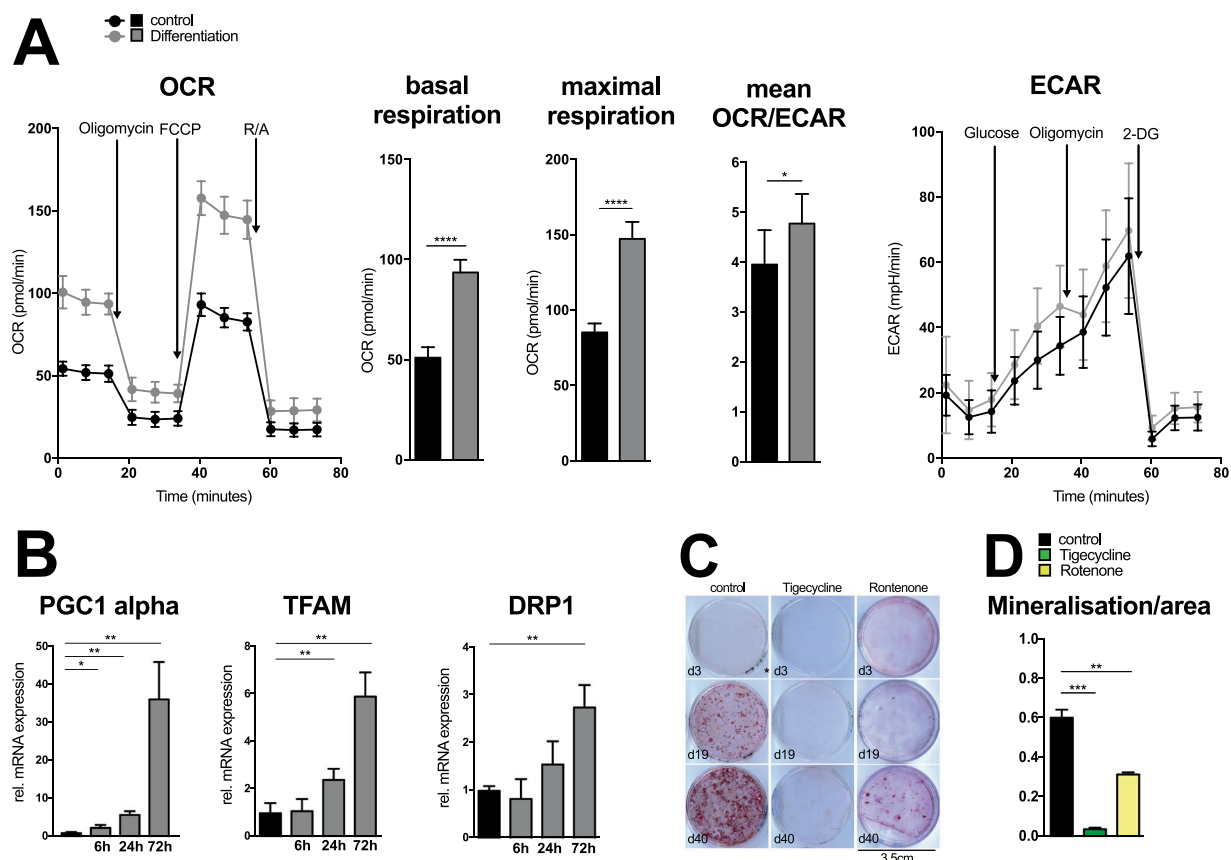 A
control
Differentiation
OCR
OCR (pmol/min)
200
150
100
50
0
Oligomycin
FCCP
R/A
0
20
40
60
80
Time (minutes)
basal
respiration
OCR (pmol/min)
150
100
50
0
****
maximal
respiration
OCR (pmol/min)
200
150
100
50
0
****
mean
OCR/ECAR
6
5
4
3
2
1
0
*
ECAR
ECAR (mpH/min)
100
80
60
40
20
0
Glucose
Oligomycin
2-DG
0
20
40
60
80
Time (minutes)
B
PGC1 alpha
rel. mRNA expression
50
40
30
20
10
0
**
**
*
6h
24h
72h
TFAM
rel. mRNA expression
8
6
4
2
0
**
**
6h
24h
72h
DRP1
rel. mRNA expression
4
3
2
1
0
**
6h
24h
72h
C
control
Tigecycline
Rontenone
d3
*
d3
d3
d19
d19
d19
d40
d40
d40
3.5cm
D
control
Tigecycline
Rotenone
Mineralisation/area
1.0
0.8
0.6
0.4
0.2
0.0
**
***